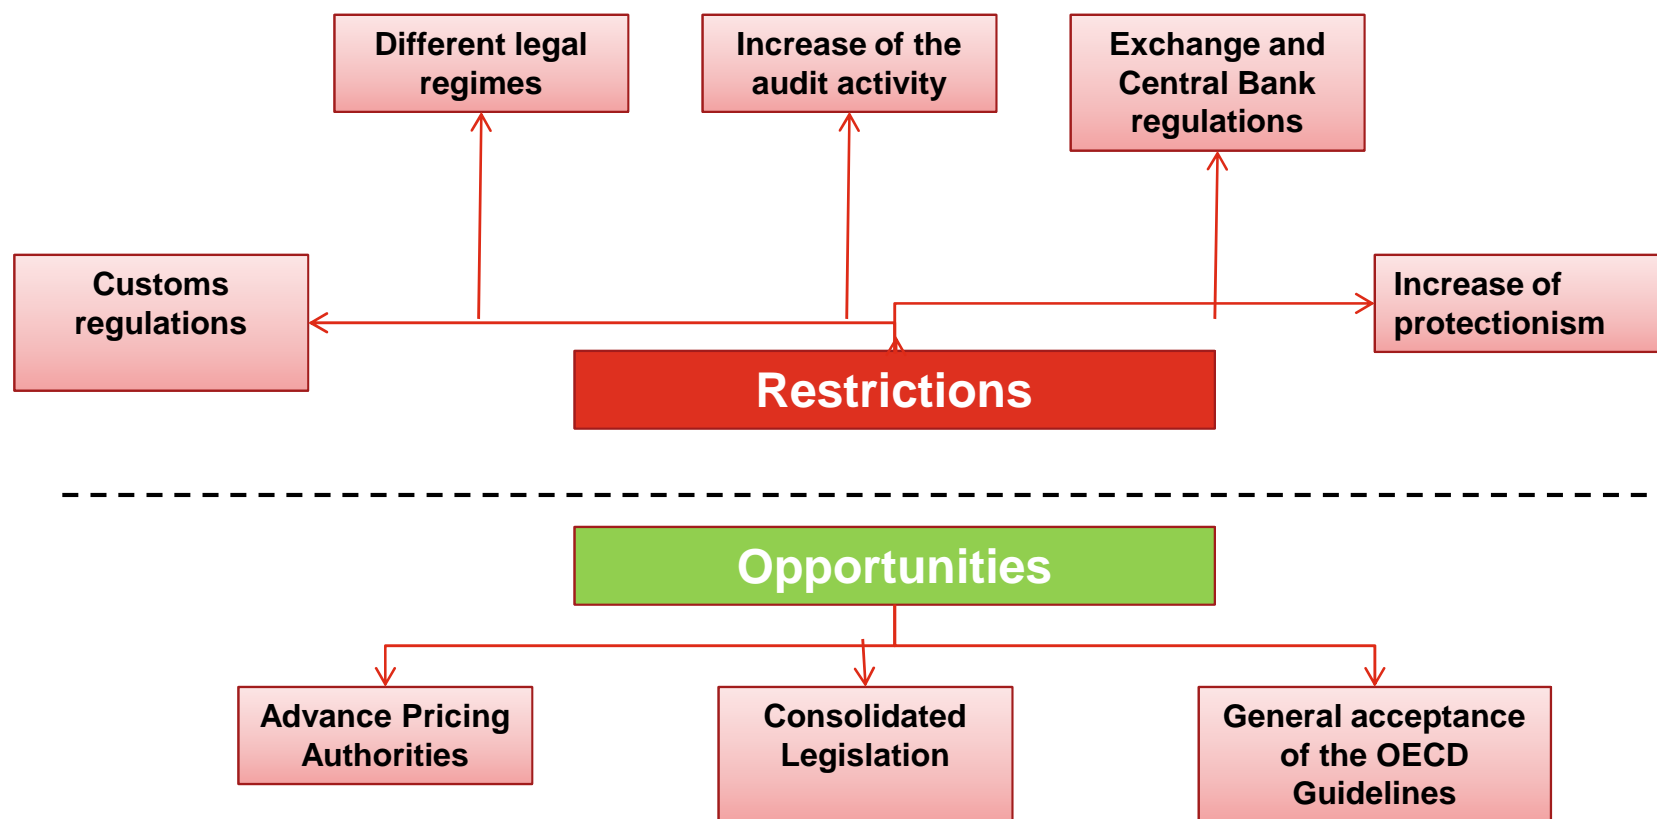 Different legal
regimes
Increase of the
audit activity
Exchange and
Central Bank
regulations
Customs
regulations
Increase of
protectionism
Restrictions
Opportunities
Advance Pricing
Authorities
Consolidated
Legislation
General acceptance
of the OECD
Guidelines